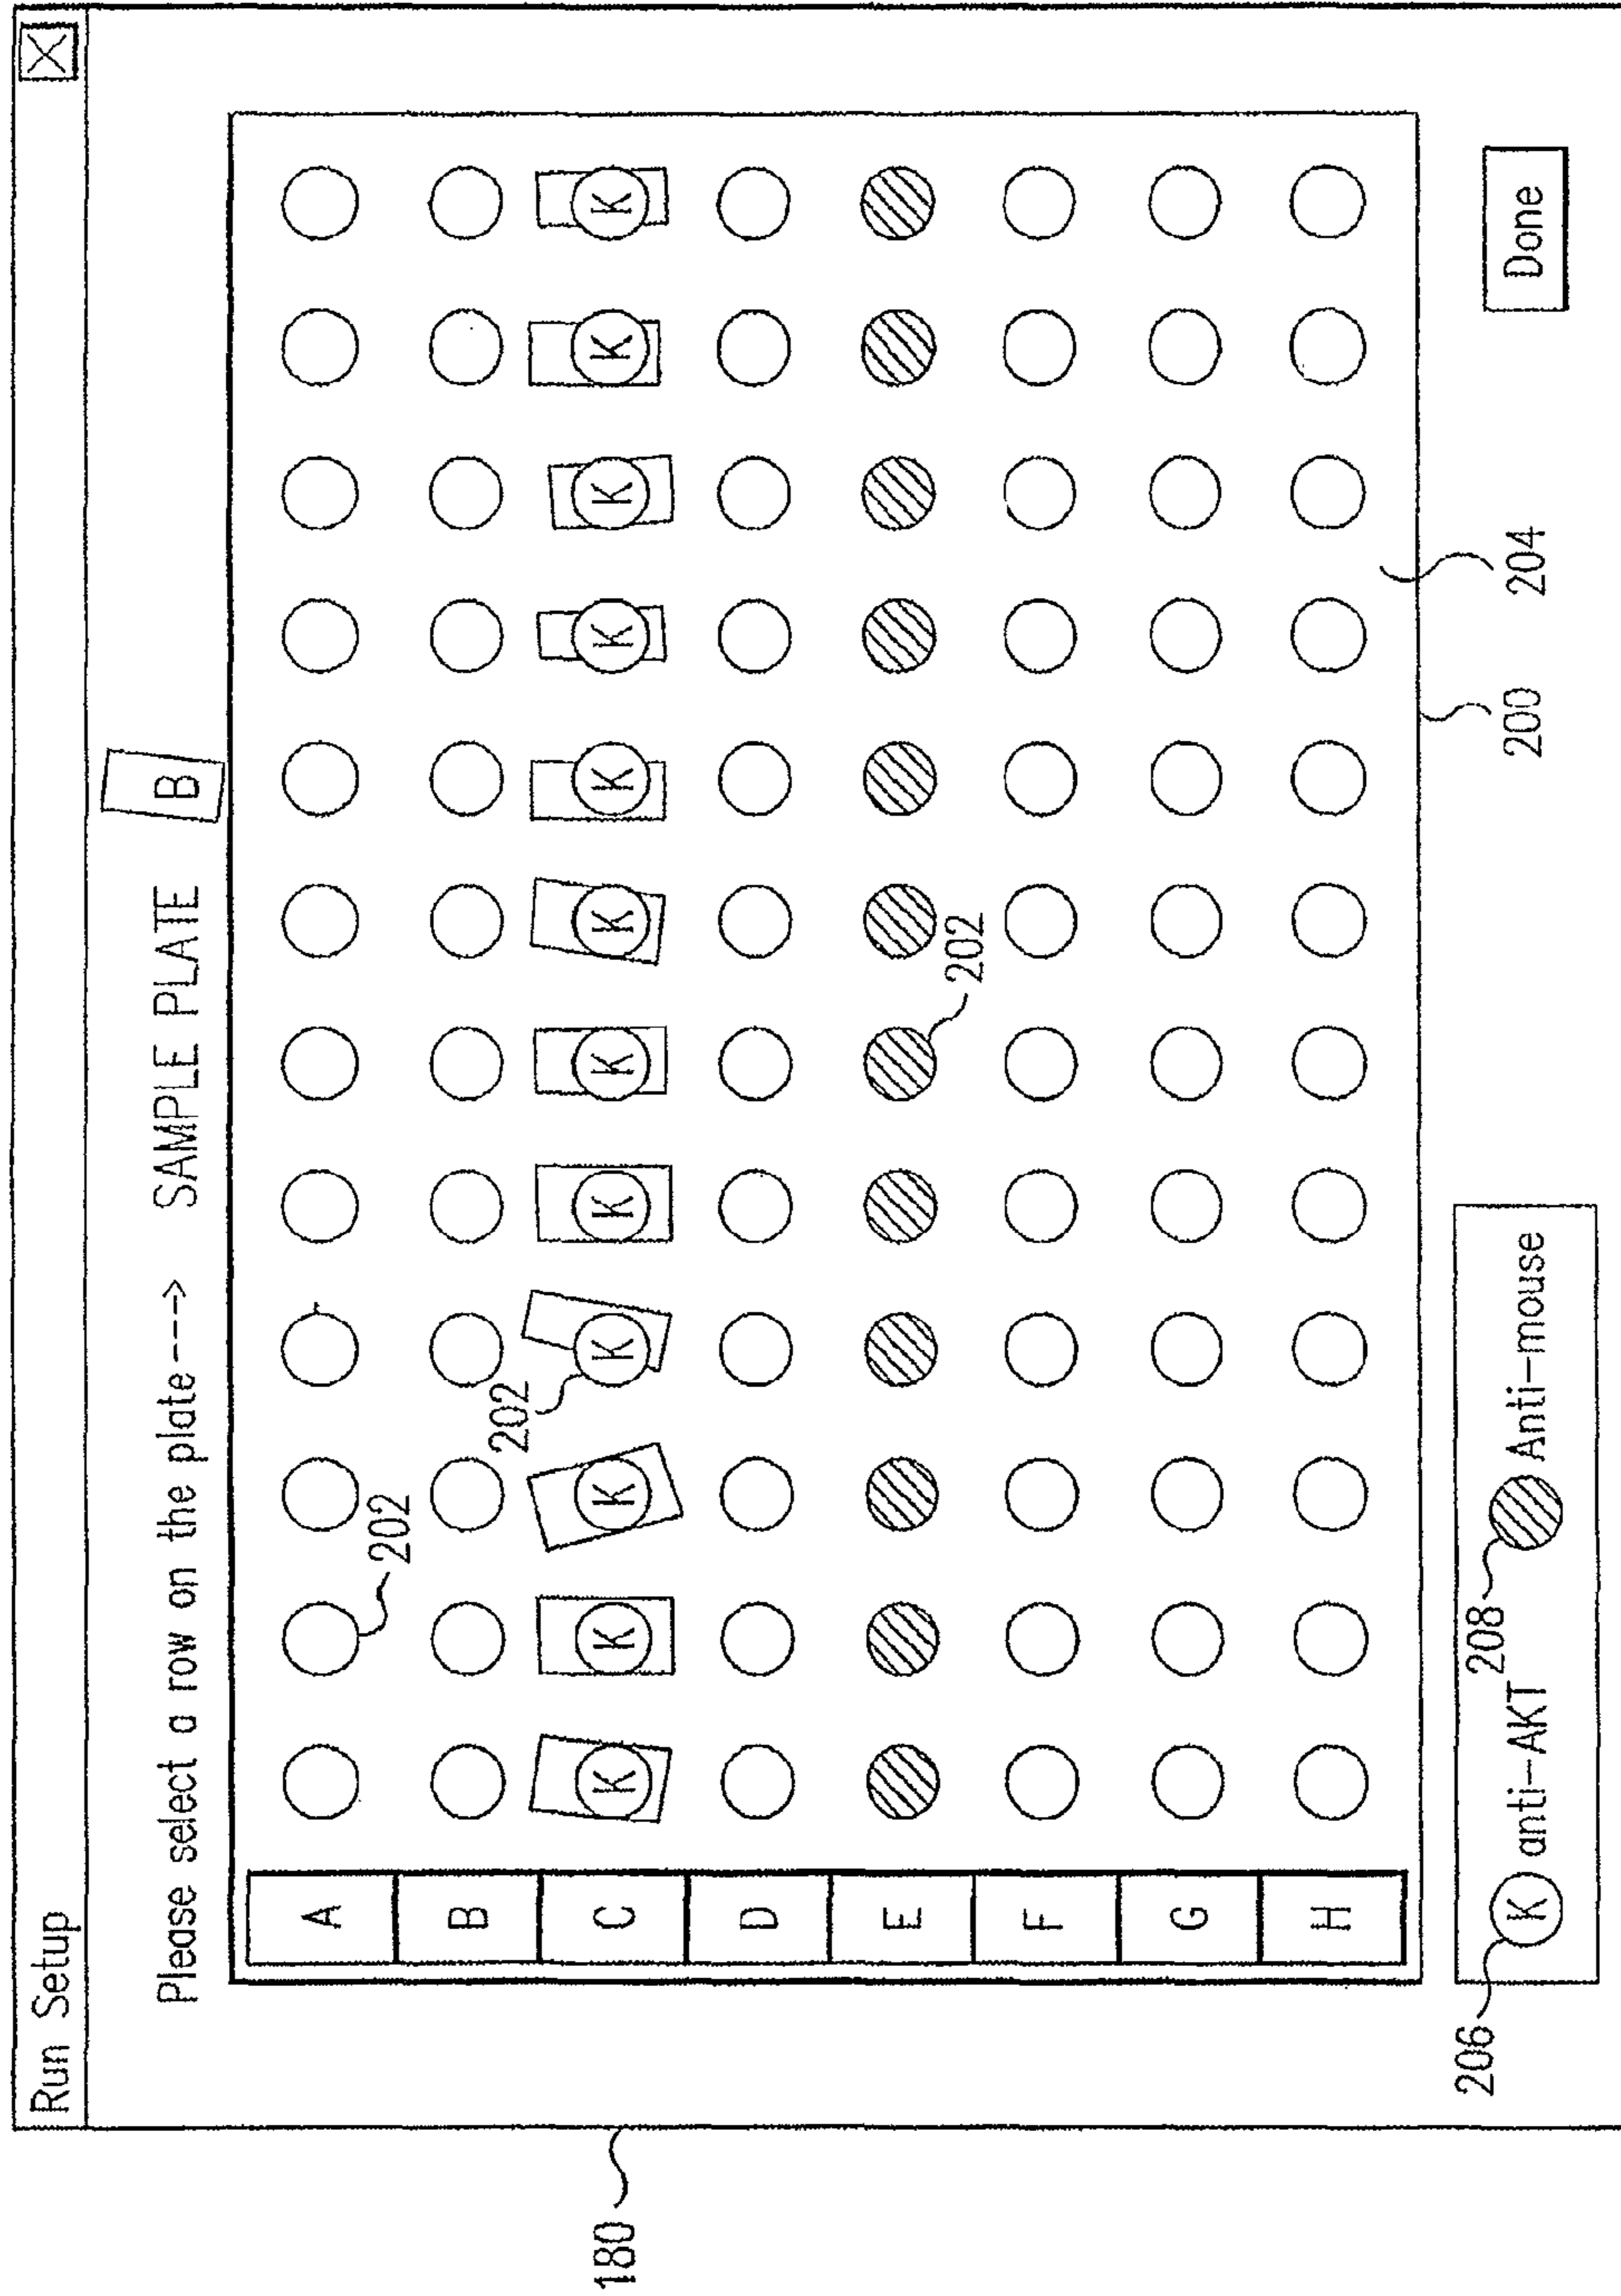 Run Setup
Please select a row on the plate---> SAMPLE PLATE B
A
202
B
202
C K K K K K K K K K K K K
D
E
202
F
G
H
204
200
180
206 K anti-AKT 208 Anti-mouse
Done